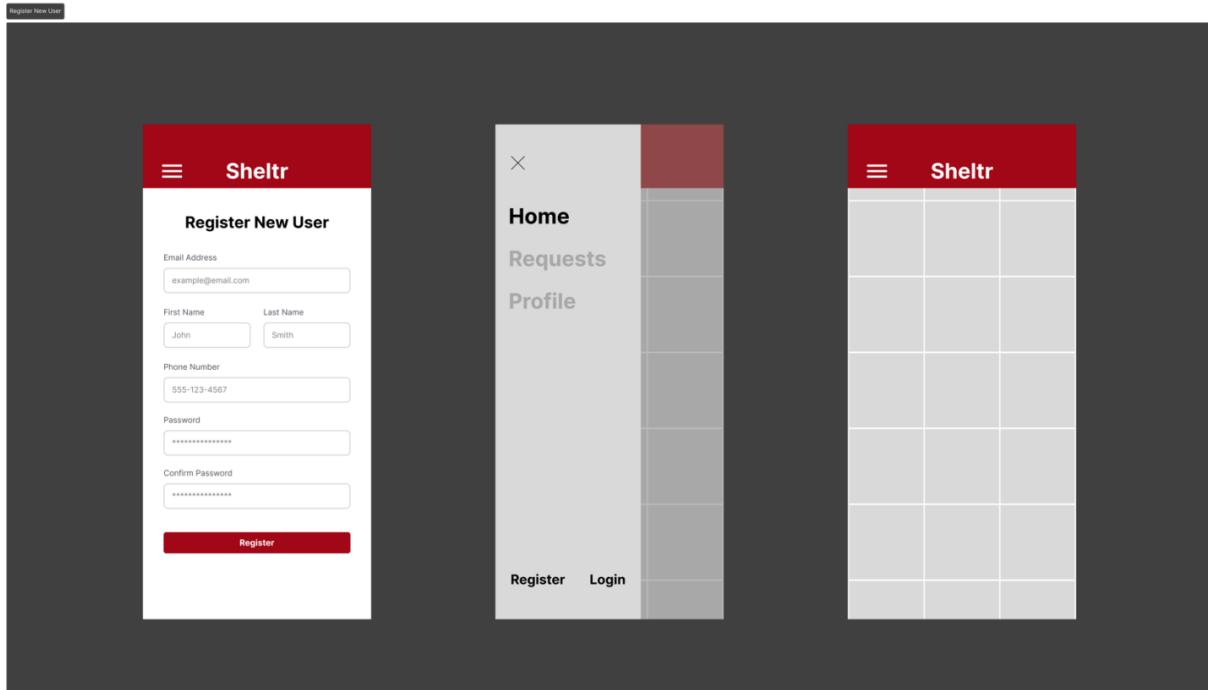 Register New User
Sheltr
Register New User
Email Address
example@email.com
First Name Last Name
John Smith
Phone Number
555-123-4567
Password
***************
Confirm Password
***************
Register
Home
Requests
Profile
Register Login
Sheltr